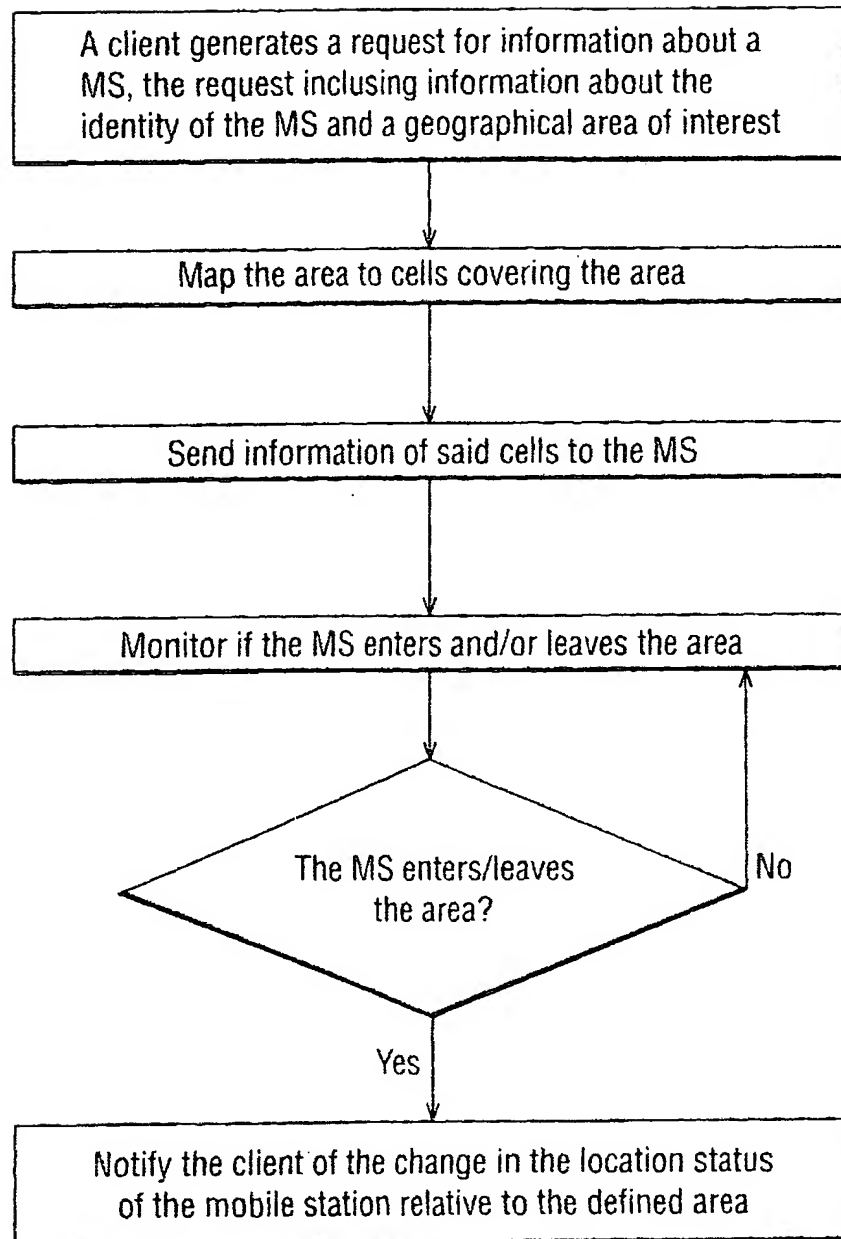 A client generates a request for information about a
MS, the request inclusing information about the
identity of the MS and a geographical area of interest
Map the area to cells covering the area
Send information of said cells to the MS
Monitor if the MS enters and/or leaves the area
The MS enters/leaves
the area?
No
Yes
Notify the client of the change in the location status
of the mobile station relative to the defined area